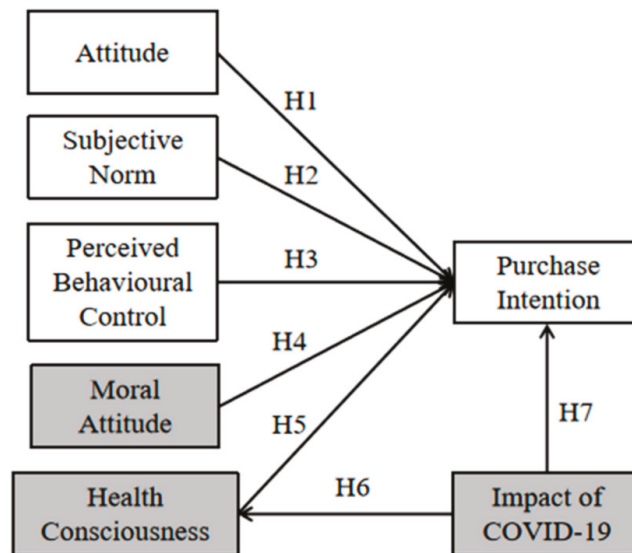 Attitude
H1
Subjective
Norm
H2
Perceived
Behavioural
Control
H3
Purchase
Intention
Moral
Attitude
H4
H5
H7
Health
Consciousness
H6
Impact of
COVID-19